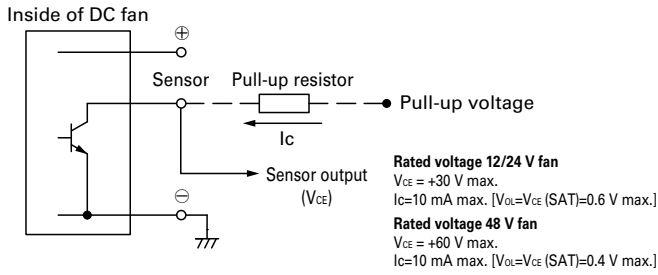 Inside of DC fan
⊕
Sensor
Pull-up resistor
Pull-up voltage
Ic
Sensor output
(VCE)
⊖
Rated voltage 12/24 V fan
VCE = +30 V max.
Ic=10 mA max. [VOL=VCE (SAT)=0.6 V max.]
Rated voltage 48 V fan
VCE = +60 V max.
Ic=10 mA max. [VOL=VCE (SAT)=0.4 V max.]